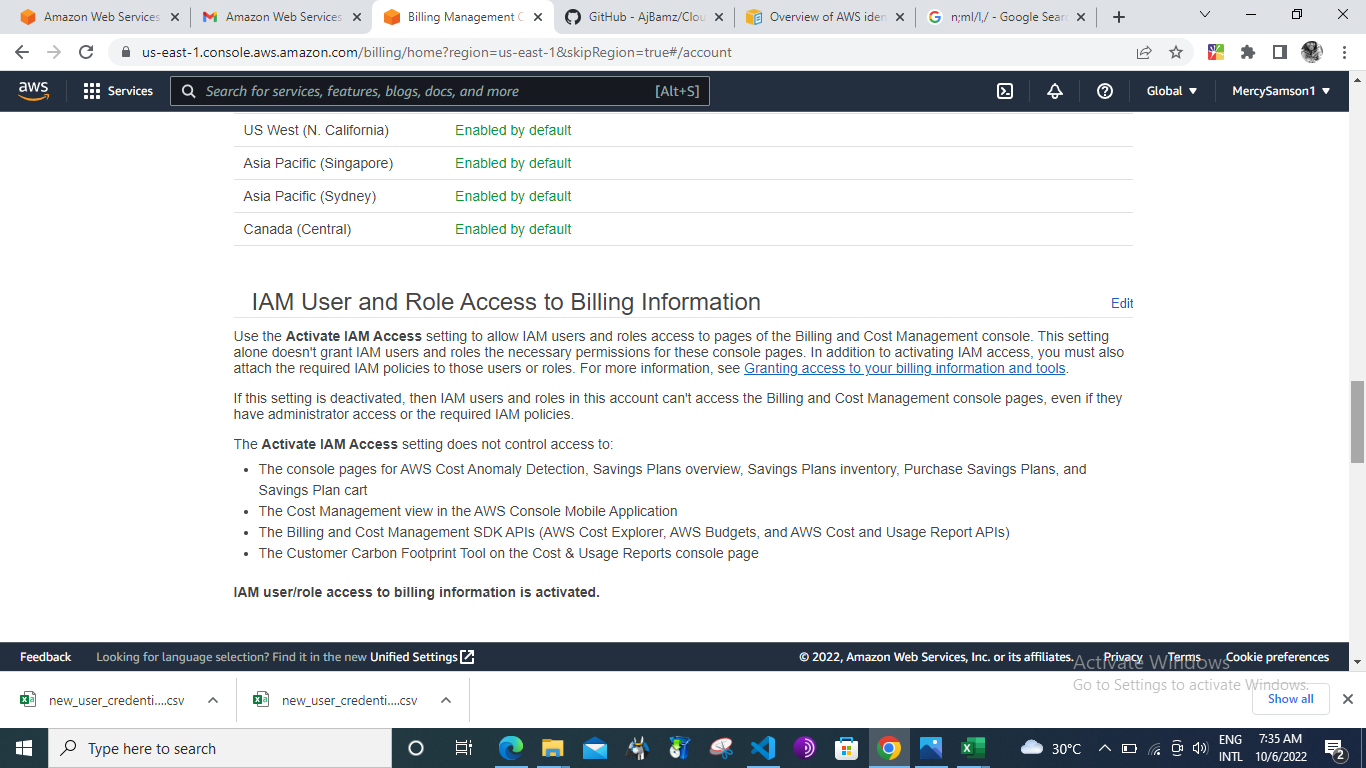 Amazon Web Services
Amazon Web Services
Billing Management C
GitHub - AjBamz/Clou
Overview of AWS iden
n;ml/l,/ - Google Sear
us-east-1.console.aws.amazon.com/billing/home?region=us-east-1&skipRegion=true#/account
aws
Services
Search for services, features, blogs, docs, and more
[Alt+S]
Global
MercySamson1
US West (N. California) Enabled by default
Asia Pacific (Singapore) Enabled by default
Asia Pacific (Sydney) Enabled by default
Canada (Central) Enabled by default
IAM User and Role Access to Billing Information
Edit
Use the Activate IAM Access setting to allow IAM users and roles access to pages of the Billing and Cost Management console. This setting
alone doesn't grant IAM users and roles the necessary permissions for these console pages. In addition to activating IAM access, you must also
attach the required IAM policies to those users or roles. For more information, see Granting access to your billing information and tools.
If this setting is deactivated, then IAM users and roles in this account can't access the Billing and Cost Management console pages, even if they
have administrator access or the required IAM policies.
The Activate IAM Access setting does not control access to:
• The console pages for AWS Cost Anomaly Detection, Savings Plans overview, Savings Plans inventory, Purchase Savings Plans, and
Savings Plan cart
• The Cost Management view in the AWS Console Mobile Application
• The Billing and Cost Management SDK APIs (AWS Cost Explorer, AWS Budgets, and AWS Cost and Usage Report APIs)
• The Customer Carbon Footprint Tool on the Cost & Usage Reports console page
IAM user/role access to billing information is activated.
Feedback
Looking for language selection? Find it in the new Unified Settings
© 2022, Amazon Web Services, Inc. or its affiliates.
Privacy
Terms
Cookie preferences
Activate Windows
Go to Settings to activate Windows.
new_user_credenti....csv
new_user_credenti....csv
Show all
Type here to search
30°C
ENG
INTL
7:35 AM
10/6/2022
2